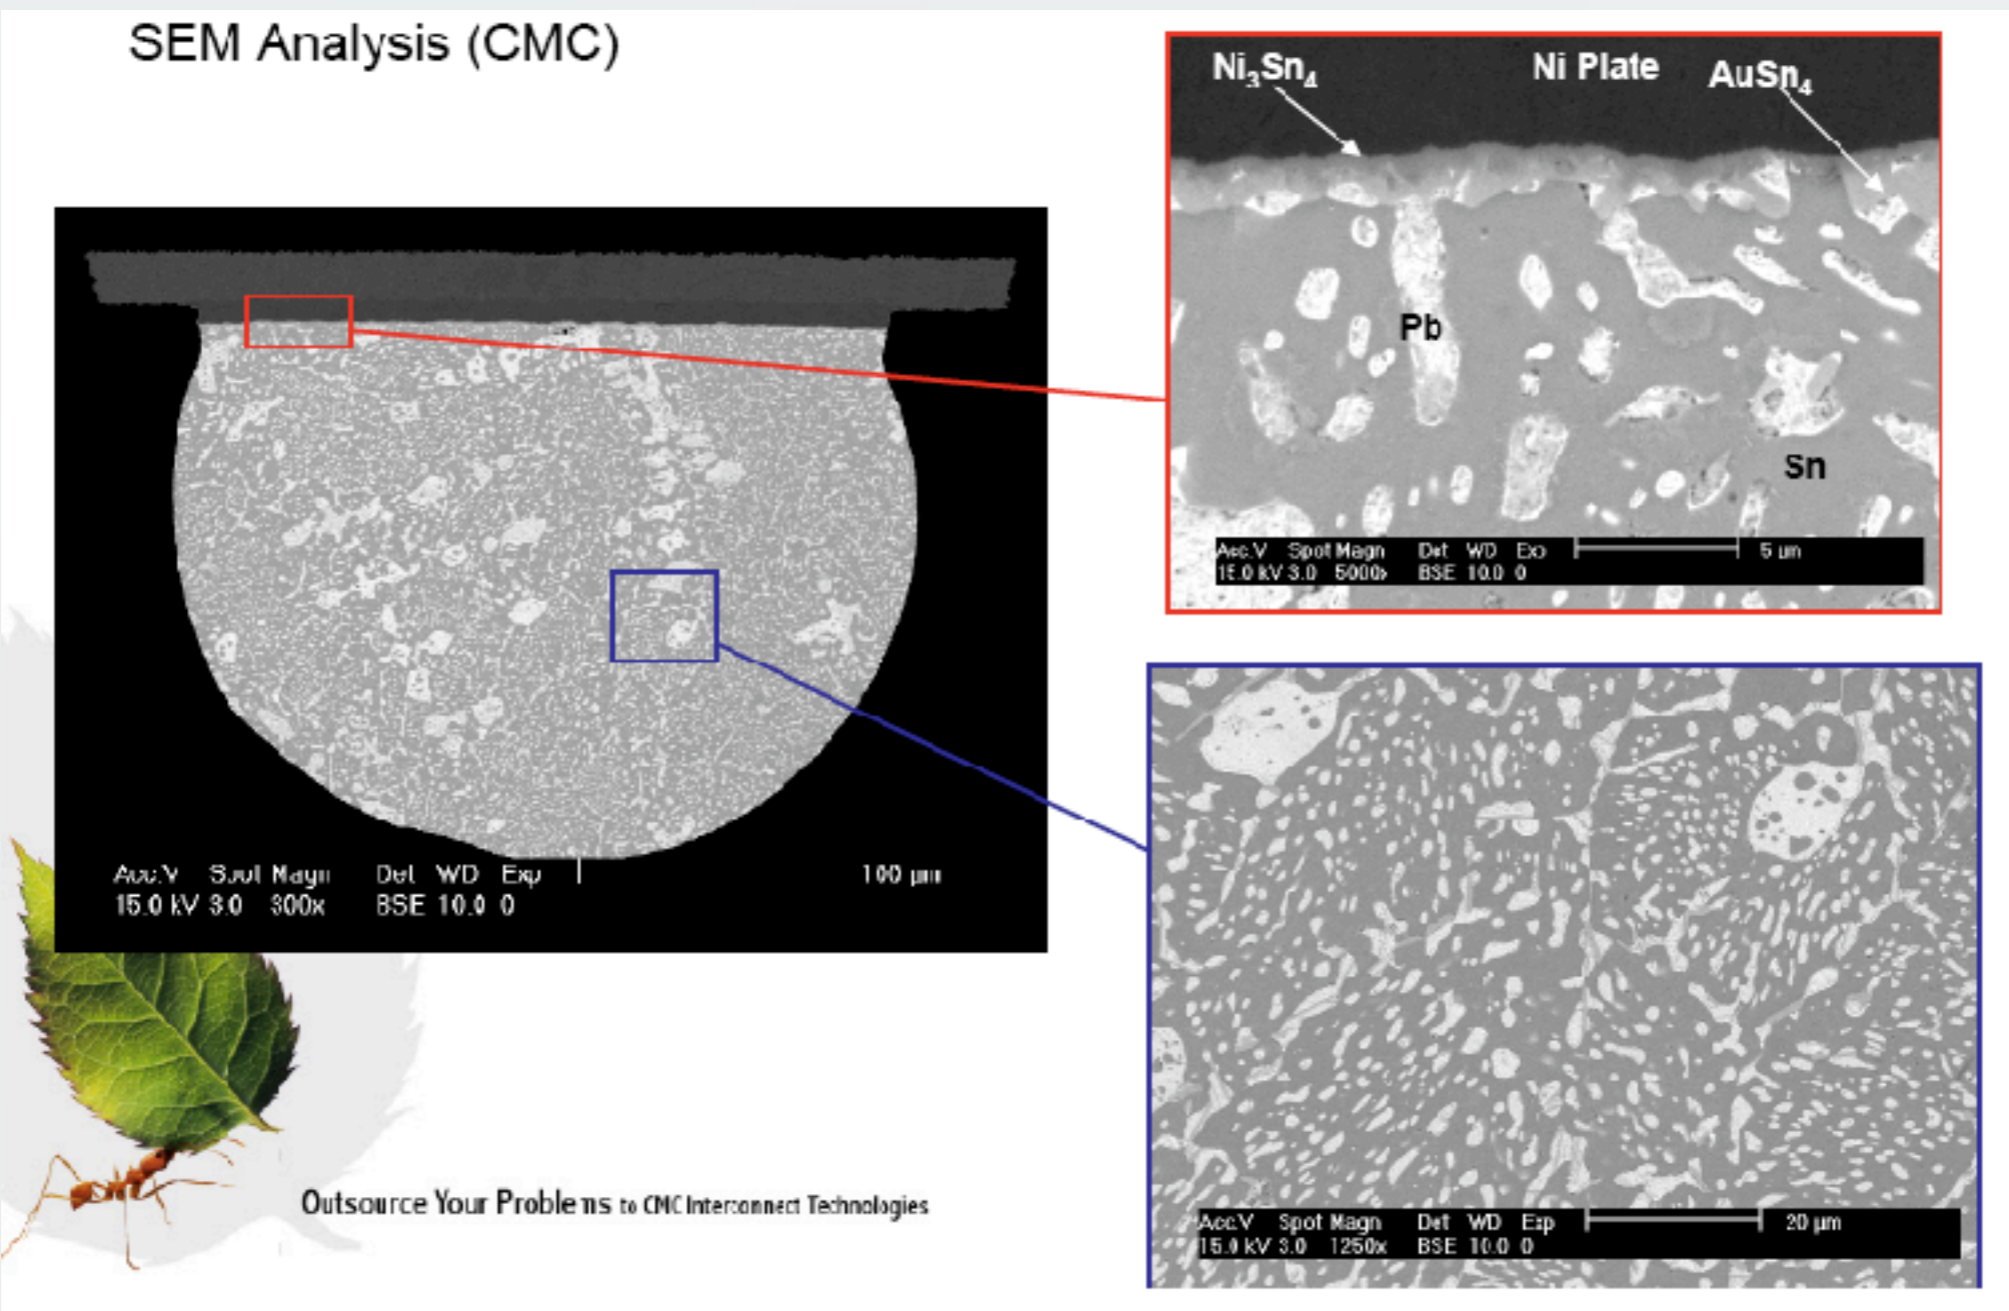 SEM Analysis (CMC)
Ni₃Sn₄
Ni Plate
AuSn₄
Pb
Sn
Acc.V Spot Magn Det WD Exp 5 µm
15.0 kV 3.0 5000x BSE 10.0 0
Acc.V Spot Magn Det WD Exp 100 µm
15.0 kV 3.0 300x BSE 10.0 0
Acc.V Spot Magn Det WD Exp 20 µm
15.0 kV 3.0 1250x BSE 10.0 0
Outsource Your Problems to CMC Interconnect Technologies